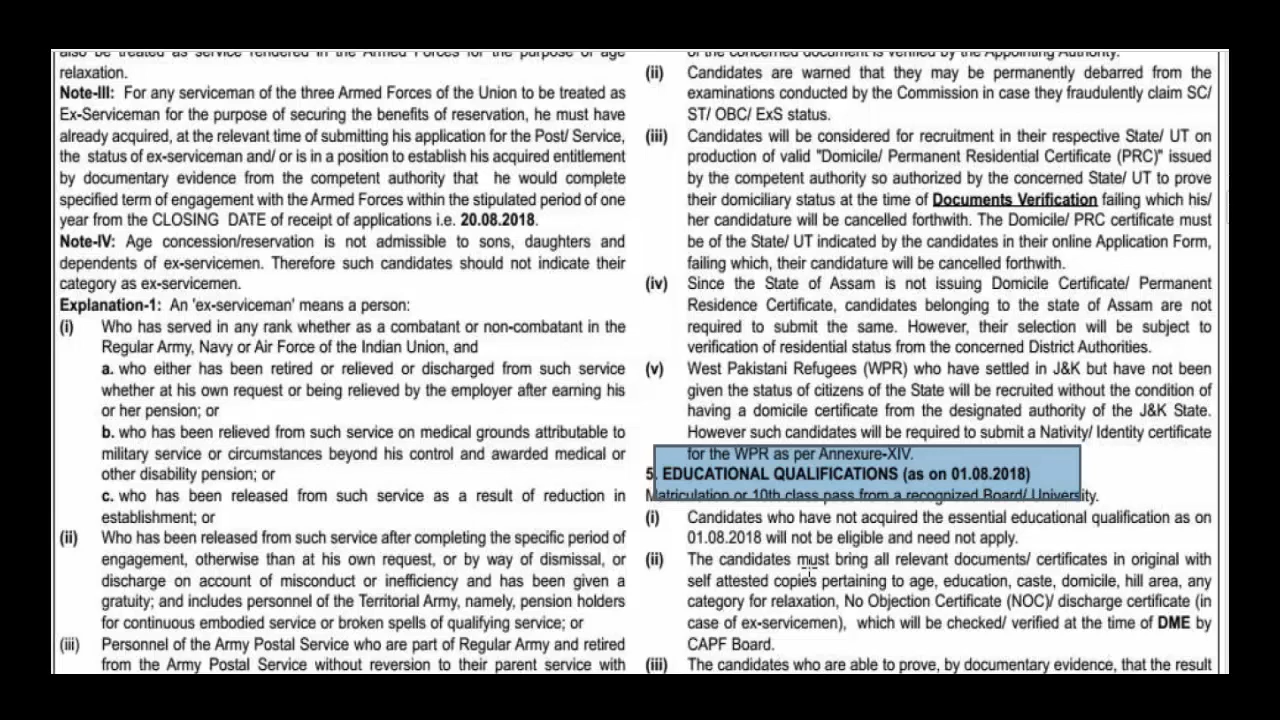 also be treated as service rendered in the Armed Forces for the purpose of age
relaxation.
Note-III: For any serviceman of the three Armed Forces of the Union to be treated as
Ex-Serviceman for the purpose of securing the benefits of reservation, he must have
already acquired, at the relevant time of submitting his application for the Post/ Service,
the status of ex-serviceman and/ or is in a position to establish his acquired entitlement
by documentary evidence from the competent authority that he would complete
specified term of engagement with the Armed Forces within the stipulated period of one
year from the CLOSING DATE of receipt of applications i.e. 20.08.2018.
Note-IV: Age concession/reservation is not admissible to sons, daughters and
dependents of ex-servicemen. Therefore such candidates should not indicate their
category as ex-servicemen.
Explanation-1: An 'ex-serviceman' means a person:
(i) Who has served in any rank whether as a combatant or non-combatant in the
Regular Army, Navy or Air Force of the Indian Union, and
a. who either has been retired or relieved or discharged from such service
whether at his own request or being relieved by the employer after earning his
or her pension; or
b. who has been relieved from such service on medical grounds attributable to
military service or circumstances beyond his control and awarded medical or
other disability pension; or
c. who has been released from such service as a result of reduction in
establishment; or
(ii) Who has been released from such service after completing the specific period of
engagement, otherwise than at his own request, or by way of dismissal, or
discharge on account of misconduct or inefficiency and has been given a
gratuity; and includes personnel of the Territorial Army, namely, pension holders
for continuous embodied service or broken spells of qualifying service; or
(iii) Personnel of the Army Postal Service who are part of Regular Army and retired
from the Army Postal Service without reversion to their parent service with
of the concerned document is verified by the Appointing Authority.
(ii) Candidates are warned that they may be permanently debarred from the
examinations conducted by the Commission in case they fraudulently claim SC/
ST/ OBC/ ExS status.
(iii) Candidates will be considered for recruitment in their respective State/ UT on
production of valid "Domicile/ Permanent Residential Certificate (PRC)" issued
by the competent authority so authorized by the concerned State/ UT to prove
their domiciliary status at the time of Documents Verification failing which his/
her candidature will be cancelled forthwith. The Domicile/ PRC certificate must
be of the State/ UT indicated by the candidates in their online Application Form,
failing which, their candidature will be cancelled forthwith.
(iv) Since the State of Assam is not issuing Domicile Certificate/ Permanent
Residence Certificate, candidates belonging to the state of Assam are not
required to submit the same. However, their selection will be subject to
verification of residential status from the concerned District Authorities.
(v) West Pakistani Refugees (WPR) who have settled in J&K but have not been
given the status of citizens of the State will be recruited without the condition of
having a domicile certificate from the designated authority of the J&K State.
However such candidates will be required to submit a Nativity/ Identity certificate
for the WPR as per Annexure-XIV.
5. EDUCATIONAL QUALIFICATIONS (as on 01.08.2018)
Matriculation or 10th class pass from a recognized Board/ University.
(i) Candidates who have not acquired the essential educational qualification as on
01.08.2018 will not be eligible and need not apply.
(ii) The candidates must bring all relevant documents/ certificates in original with
self attested copies pertaining to age, education, caste, domicile, hill area, any
category for relaxation, No Objection Certificate (NOC)/ discharge certificate (in
case of ex-servicemen), which will be checked/ verified at the time of DME by
CAPF Board.
(iii) The candidates who are able to prove, by documentary evidence, that the result